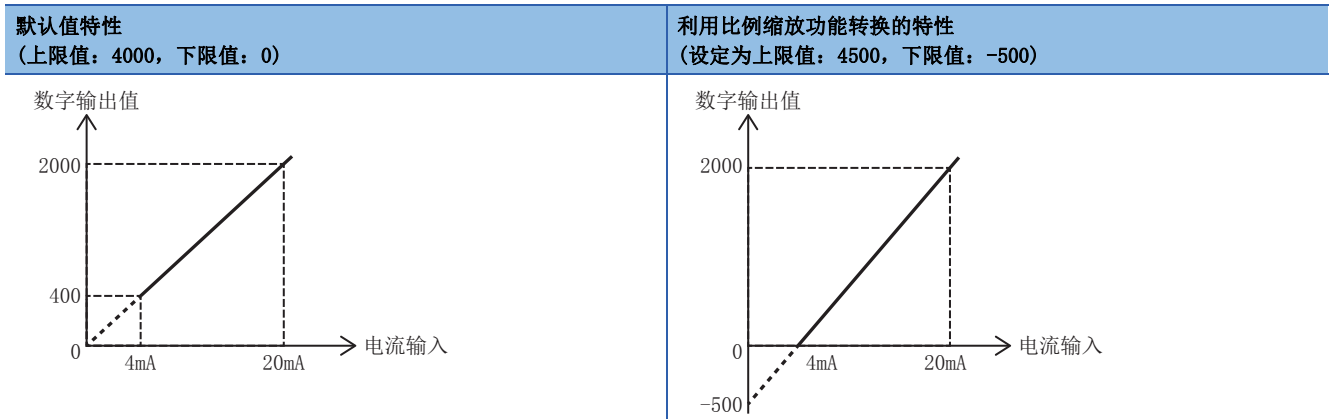 默认值特性
(上限值：4000，下限值：0)
利用比例缩放功能转换的特性
(设定为上限值：4500，下限值：-500)
数字输出值
2000
400
0
4mA
20mA
电流输入
数字输出值
2000
0
4mA
20mA
电流输入
-500